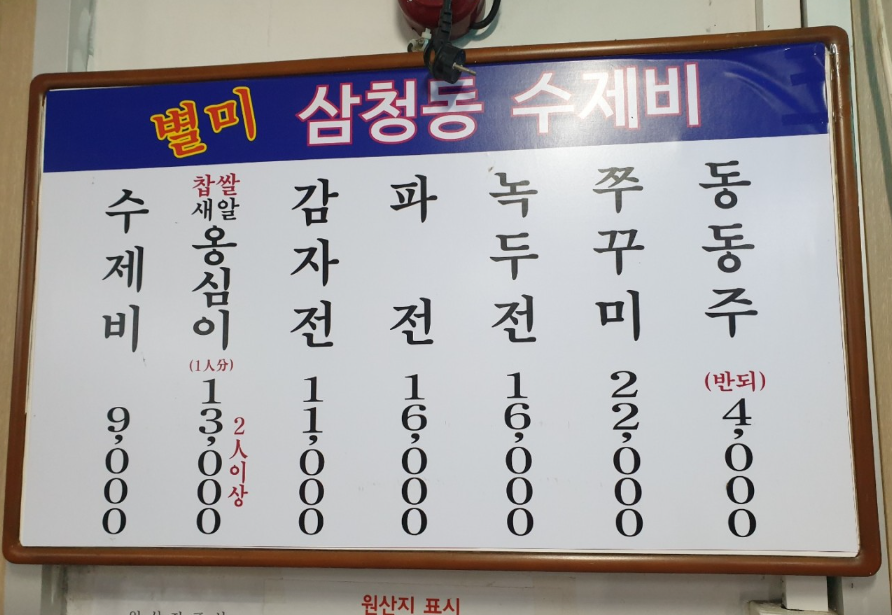 별미 삼청동 수제비
수제비
9,000
찹쌀
새알
옹심이
(1人分)
13,000
2人이상
감자전
11,000
파전
16,000
녹두전
16,000
쭈꾸미
22,000
동동주
(반되)
4,000
원산지 표시